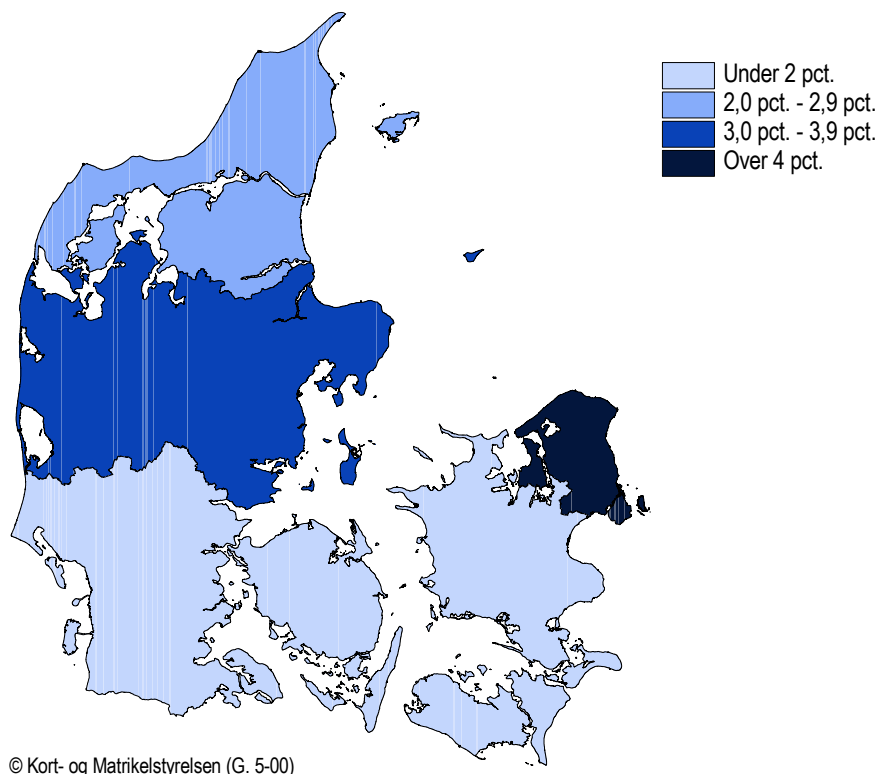 Under 2 pct.
2,0 pct. - 2,9 pct.
3,0 pct. - 3,9 pct.
Over 4 pct.
© Kort- og Matrikelstyrelsen (G. 5-00)